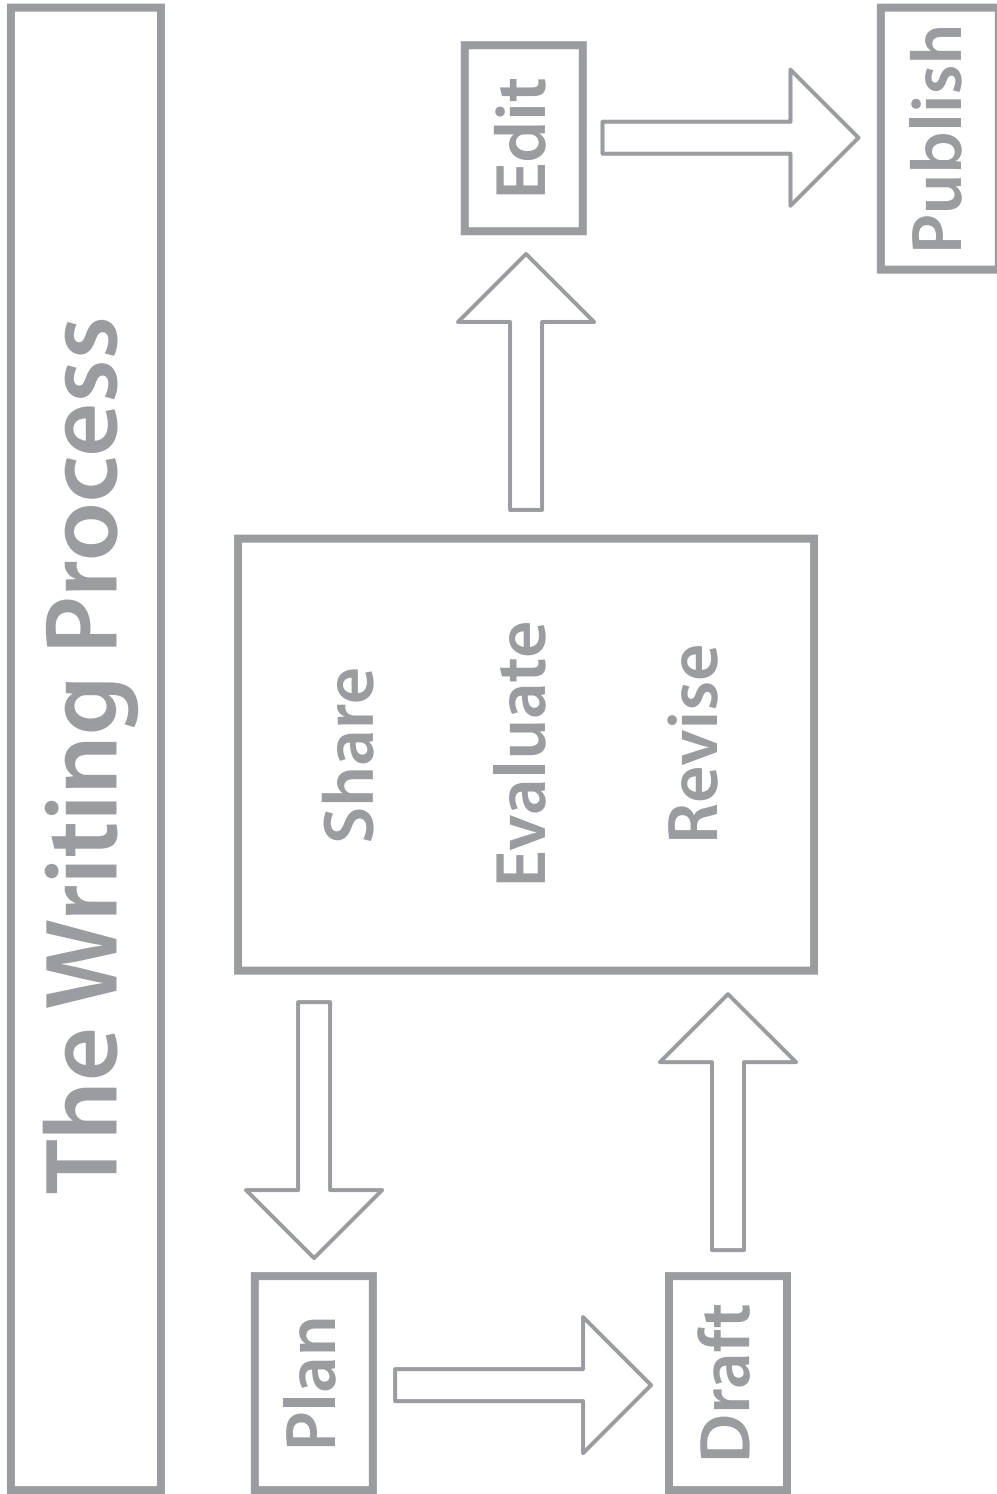 The Writing Process
Plan
Draft
Share
Evaluate
Revise
Edit
Publish